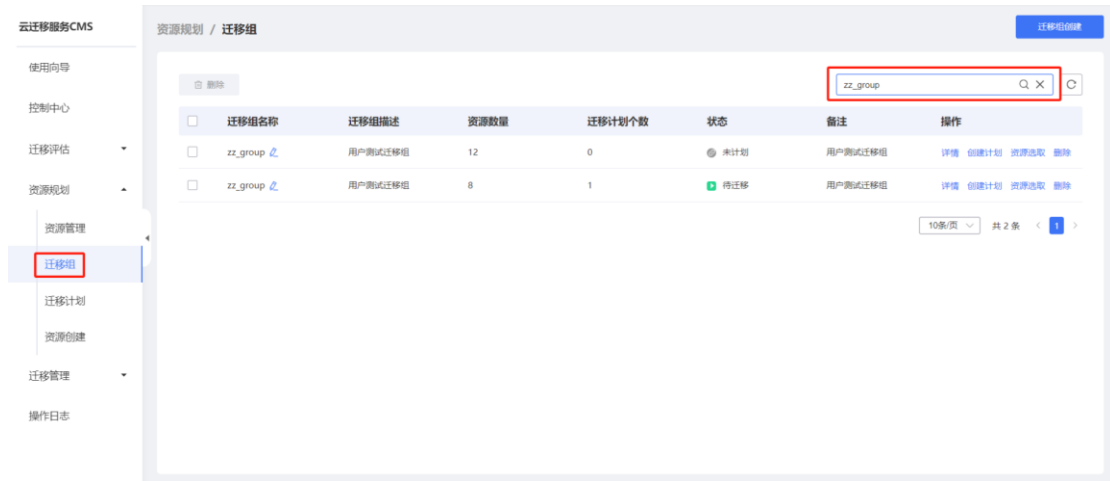 云迁移服务CMS
资源规划 / 迁移组
迁移组创建
使用向导
控制中心
迁移评估
资源规划
资源管理
迁移组
迁移计划
资源创建
迁移管理
操作日志
删除
zz_group
迁移组名称 迁移组描述 资源数量 迁移计划个数 状态 备注 操作
zz_group 用户测试迁移组 12 0 未计划 用户测试迁移组 详情 创建计划 资源选取 删除
zz_group 用户测试迁移组 8 1 待迁移 用户测试迁移组 详情 创建计划 资源选取 删除
10条/页 共 2 条 < 1 >